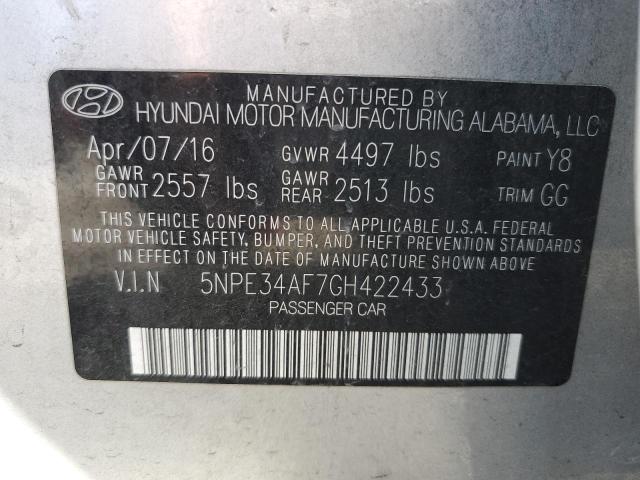 MANUFACTURED BY
HYUNDAI MOTOR MANUFACTURING ALABAMA, LLC
Apr/07/16 GVWR 4497 lbs PAINT Y8
GAWR FRONT 2557 lbs GAWR REAR 2513 lbs TRIM GG
THIS VEHICLE CONFORMS TO ALL APPLICABLE U.S.A. FEDERAL
MOTOR VEHICLE SAFETY, BUMPER, AND THEFT PREVENTION
STANDARDS IN EFFECT ON THE DATE OF MANUFACTURE SHOWN ABOVE.
V.I.N 5NPE34AF7GH422433
PASSENGER CAR